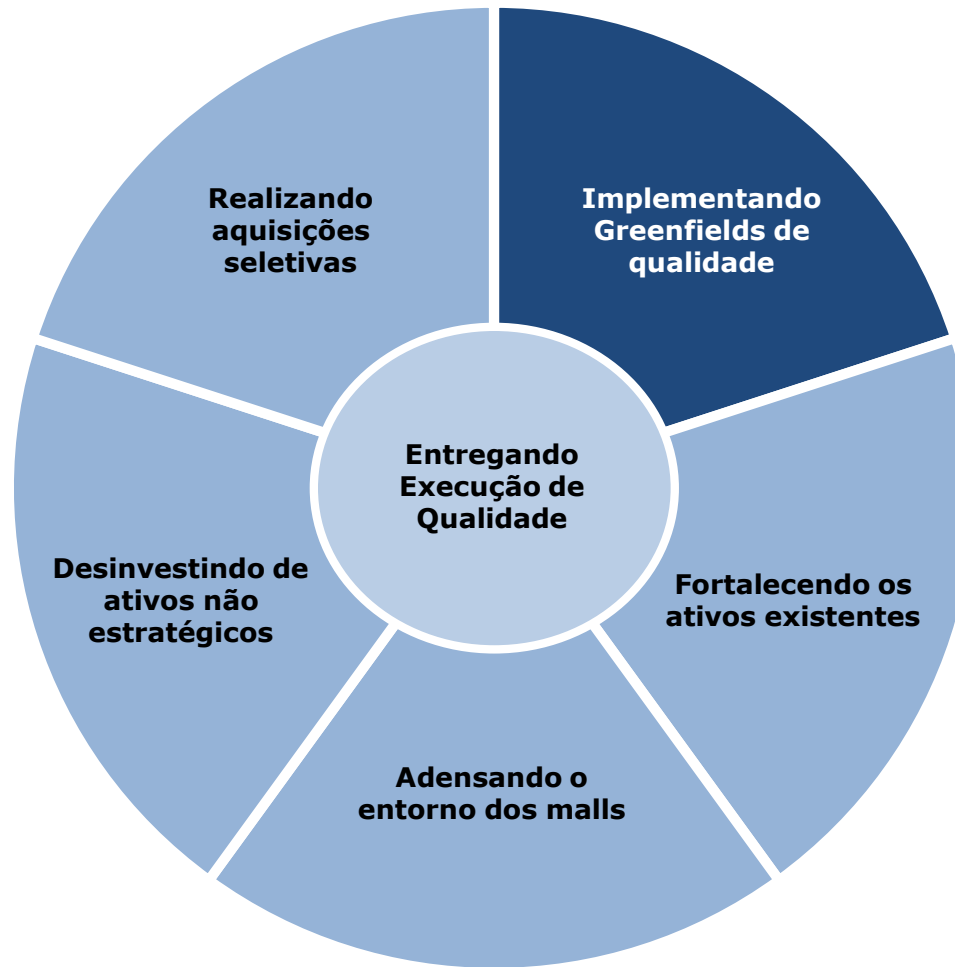 Realizando
aquisições
seletivas
Implementando
Greenfields de
qualidade
Entregando
Execução de
Qualidade
Desinvestindo de
ativos não
estratégicos
Fortalecendo os
ativos existentes
Adensando o
entorno dos malls